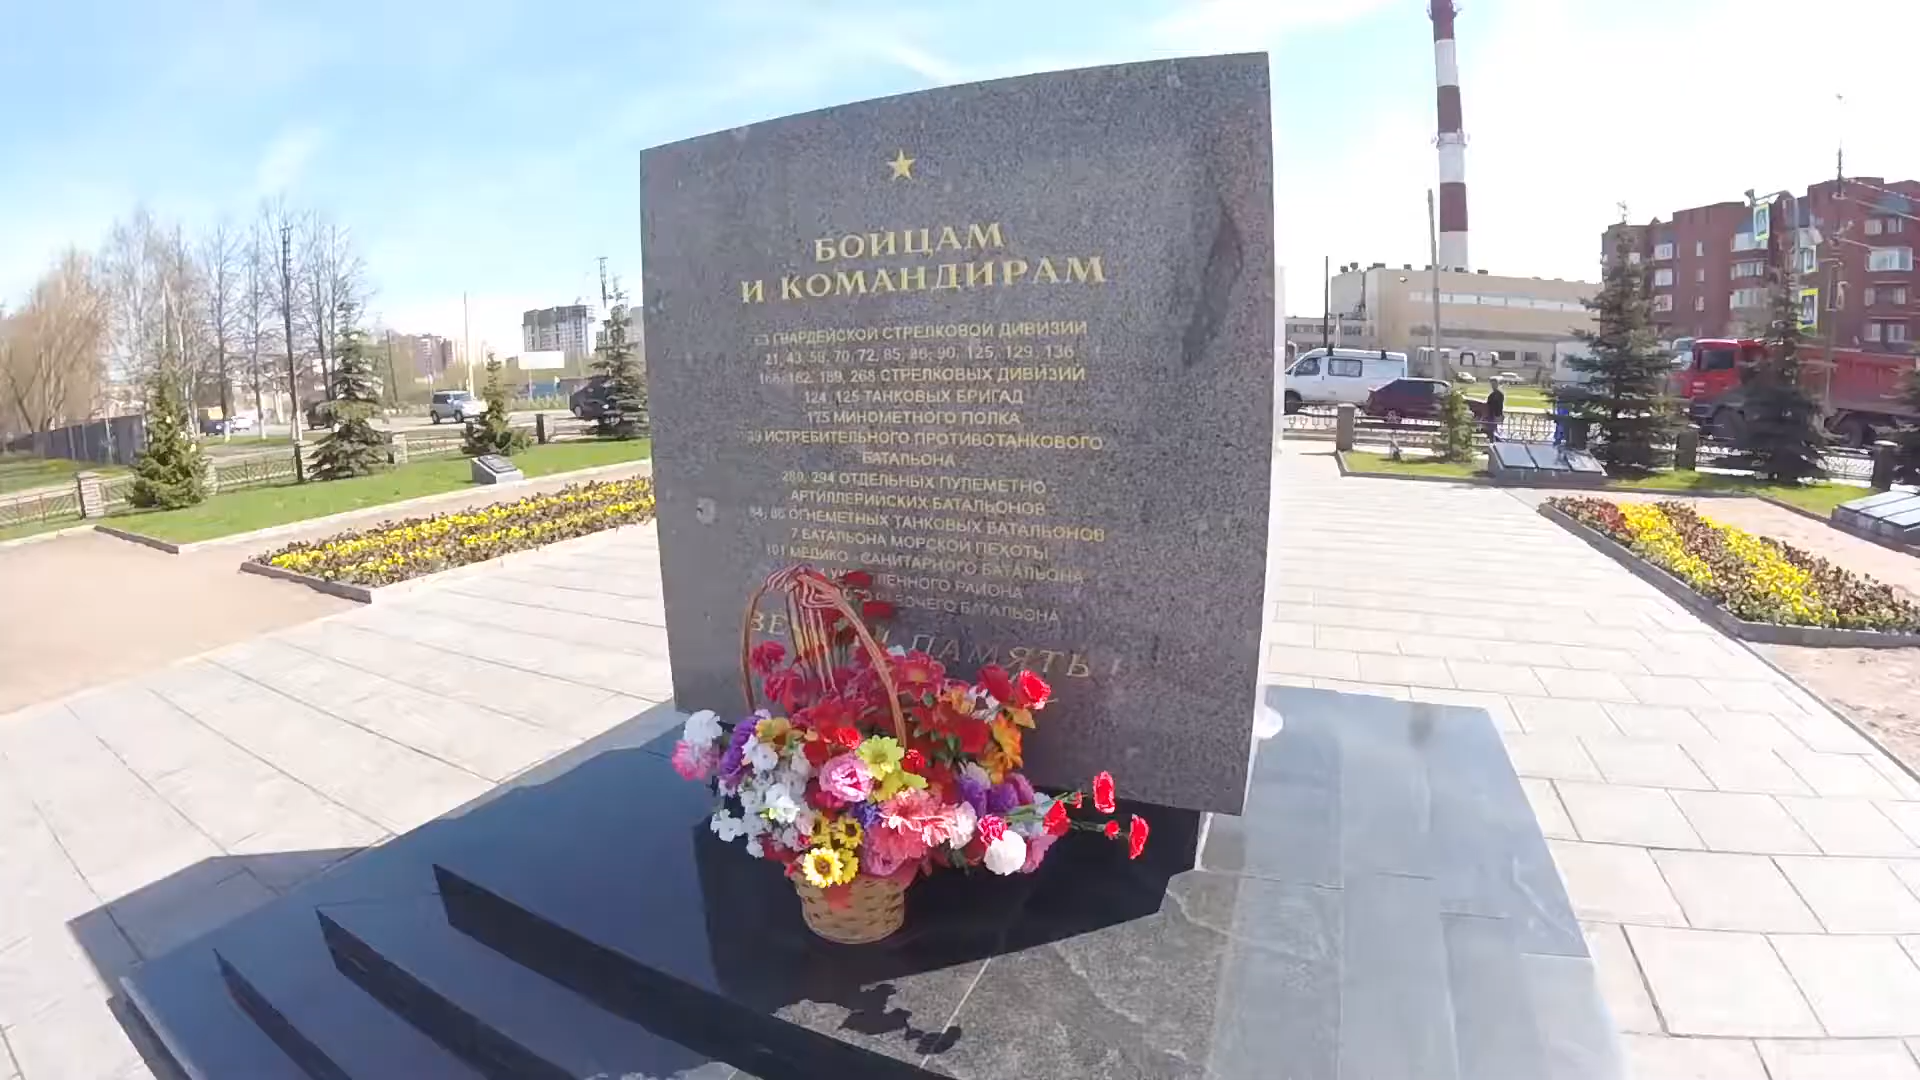 БОЙЦАМ
И КОМАНДИРАМ
63 ГВАРДЕЙСКОЙ СТРЕЛКОВОЙ ДИВИЗИИ
21, 43, 56, 70, 72, 85, 86, 90, 125, 129, 136,
168, 182, 189, 268 СТРЕЛКОВЫХ ДИВИЗИЙ
124, 125 ТАНКОВЫХ БРИГАД
175 МИНОМЕТНОГО ПОЛКА
ИСТРЕБИТЕЛЬНОГО ПРОТИВОТАНКОВОГО
БАТАЛЬОНА
280, 294 ОТДЕЛЬНЫХ ПУЛЕМЕТНО -
АРТИЛЛЕРИЙСКИХ БАТАЛЬОНОВ
ОГНЕМЕТНЫХ ТАНКОВЫХ БАТАЛЬОНОВ
7 БАТАЛЬОНА МОРСКОЙ ПЕХОТЫ
101 МЕДИКО - САНИТАРНОГО БАТАЛЬОНА
РАЙОНА
БАТАЛЬОНА
ПАМЯТЬ